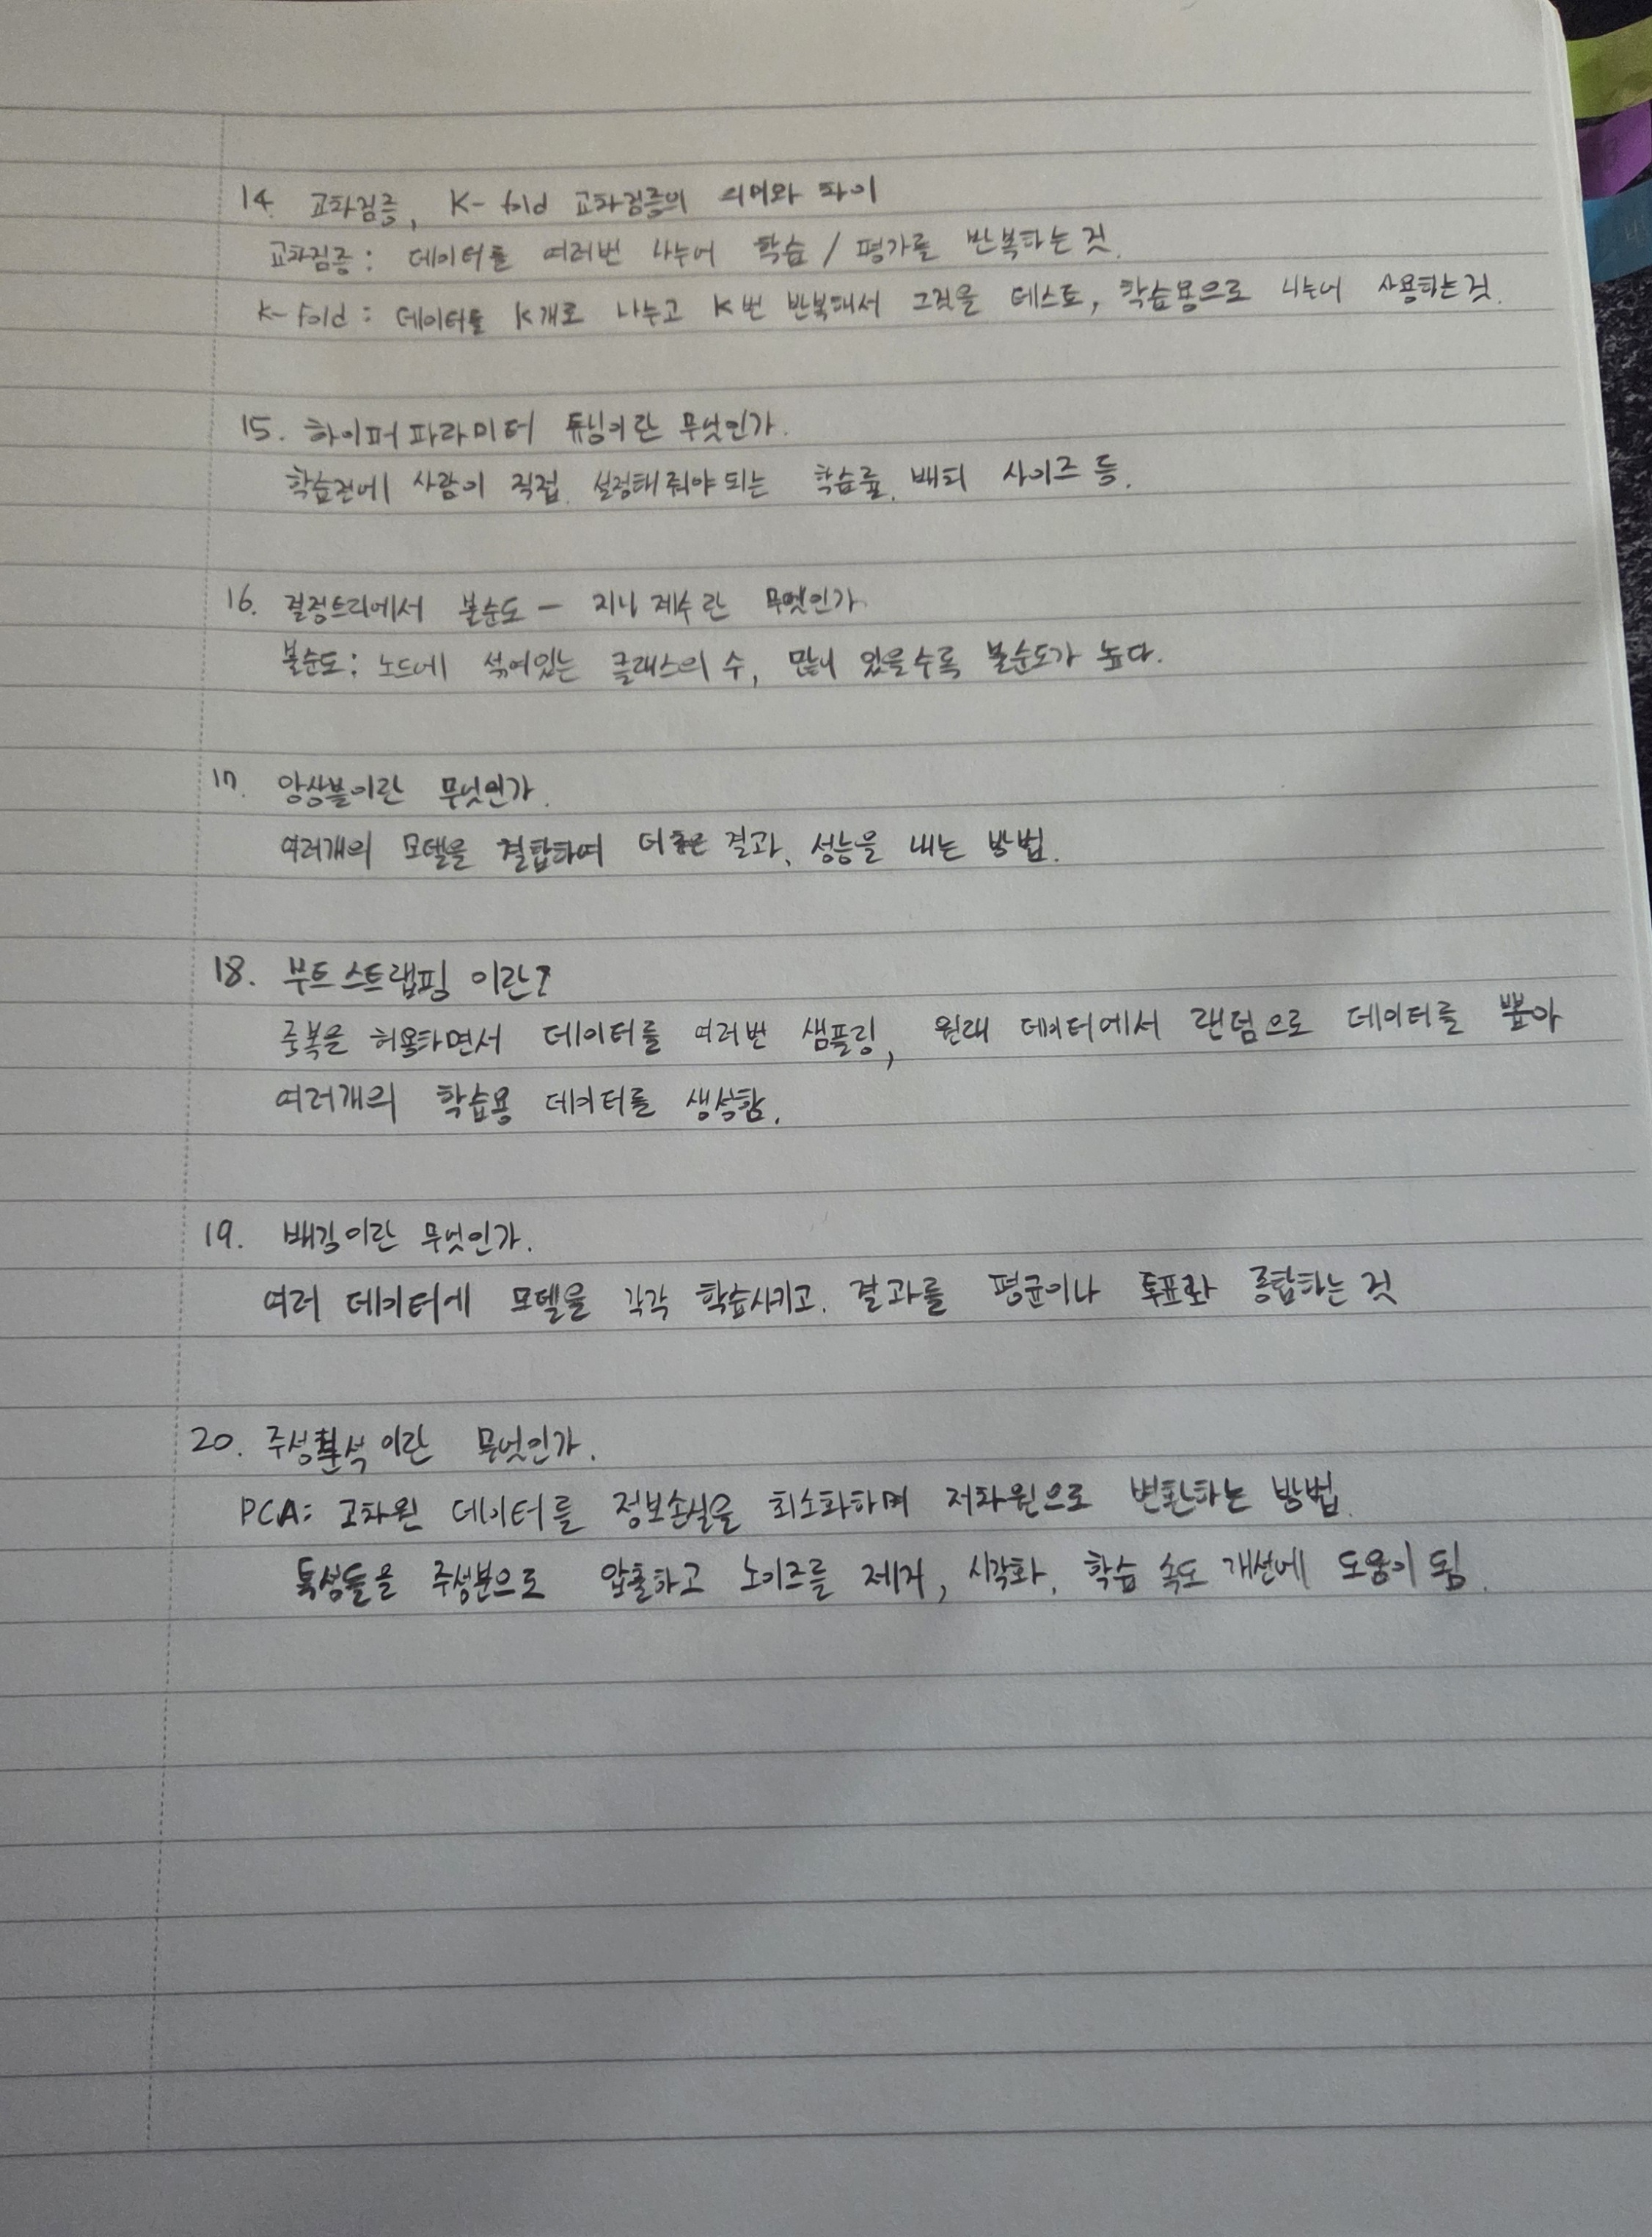 14. 교차검증, K-fold 교차검증의 의미와 차이
교차검증: 데이터를 여러번 나누어 학습 / 평가를 반복하는 것.
K-fold : 데이터를 K개로 나누고 K번 반복해서 그것을 테스트, 학습용으로 나누어 사용하는것.
15. 하이퍼파라미터 튜닝이란 무엇인가.
학습전에 사람이 직접 설정해줘야되는 학습률, 배치 사이즈 등.
16. 결정트리에서 불순도 - 지니 계수란 무엇인가
불순도: 노드에 섞여있는 클래스의 수, 많이 있을수록 불순도가 높다.
17. 앙상블이란 무엇인가.
여러개의 모델을 결합하여 더 좋은 결과, 성능을 내는 방법.
18. 부트스트랩핑 이란?
중복을 허용하면서 데이터를 여러번 샘플링, 원래 데이터에서 랜덤으로 데이터를 뽑아
여러개의 학습용 데이터를 생성함.
19. 배깅이란 무엇인가.
여러 데이터에 모델을 각각 학습시키고, 결과를 평균이나 투표로 종합하는 것
20. 주성분석이란 무엇인가.
PCA: 고차원 데이터를 정보손실을 최소화하며 저차원으로 변환하는 방법.
특성들을 주성분으로 압축하고 노이즈를 제거, 시각화, 학습 속도 개선에 도움이 됨.